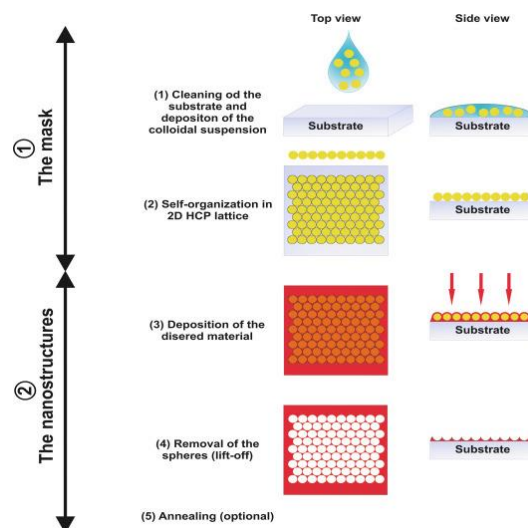 Top view
Side view
(1) Cleaning od the
substrate and
depositon of the
colloidal suspension
Substrate
Substrate
① The mask
(2) Self-organization in
2D HCP lattice
Substrate
(3) Deposition of the
disered material
Substrate
② The nanostructures
(4) Removal of the
spheres (lift-off)
Substrate
(5) Annealing (optional)